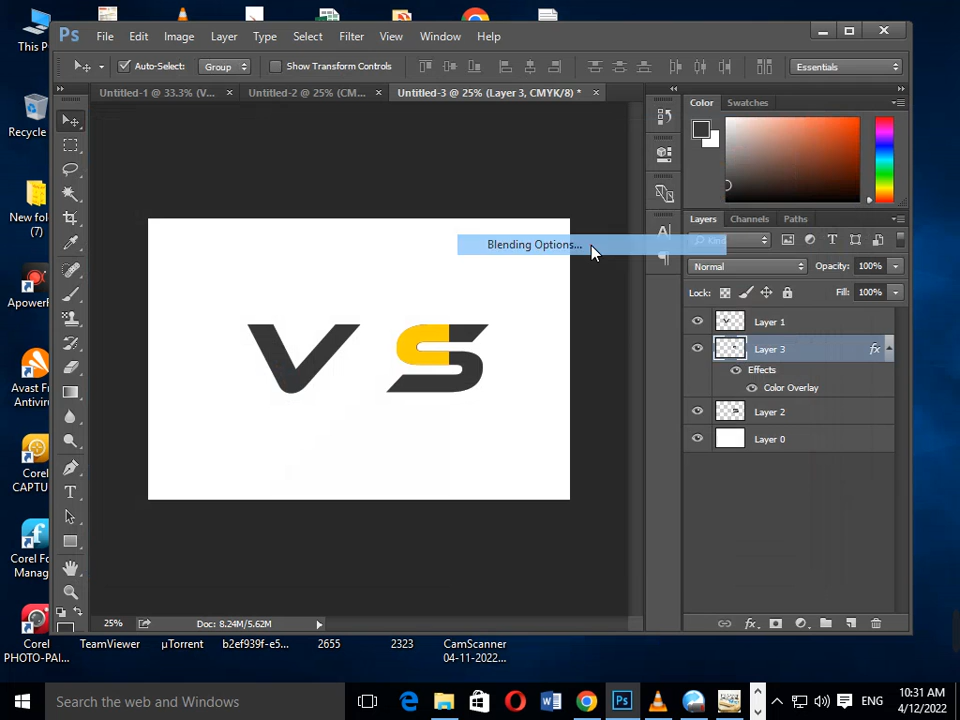 This P
Recycle
New fol
(7)
ApowerR
Avast F
Antiviru
Corel
CAPTU
Corel Fo
Manag
Corel
PHOTO-PAI...
TeamViewer
µTorrent
b2ef939f-e5...
2655
2323
CamScanner
04-11-2022...
Ps
File
Edit
Image
Layer
Type
Select
Filter
View
Window
Help
Auto-Select:
Group
Show Transform Controls
Essentials
Untitled-1 @ 33.3% (V...
Untitled-2 @ 25% (CM...
Untitled-3 @ 25% (Layer 3, CMYK/8) *
Blending Options...
V S
25%
Doc: 8.24M/5.62M
Color
Swatches
Layers
Channels
Paths
Kind
Normal
Opacity:
100%
Lock:
Fill:
100%
Layer 1
Layer 3
fx
Effects
Color Overlay
Layer 2
Layer 0
Search the web and Windows
ENG
10:31 AM
4/12/2022